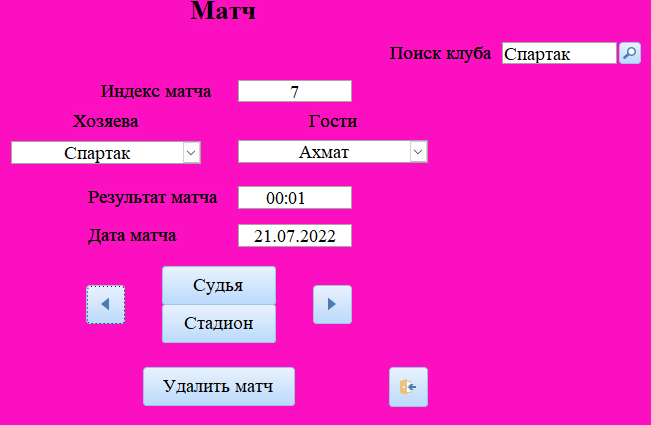 Матч
Поиск клуба Спартак
Индекс матча 7
Хозяева Гости
Спартак Ахмат
Результат матча 00:01
Дата матча 21.07.2022
Судья
Стадион
Удалить матч